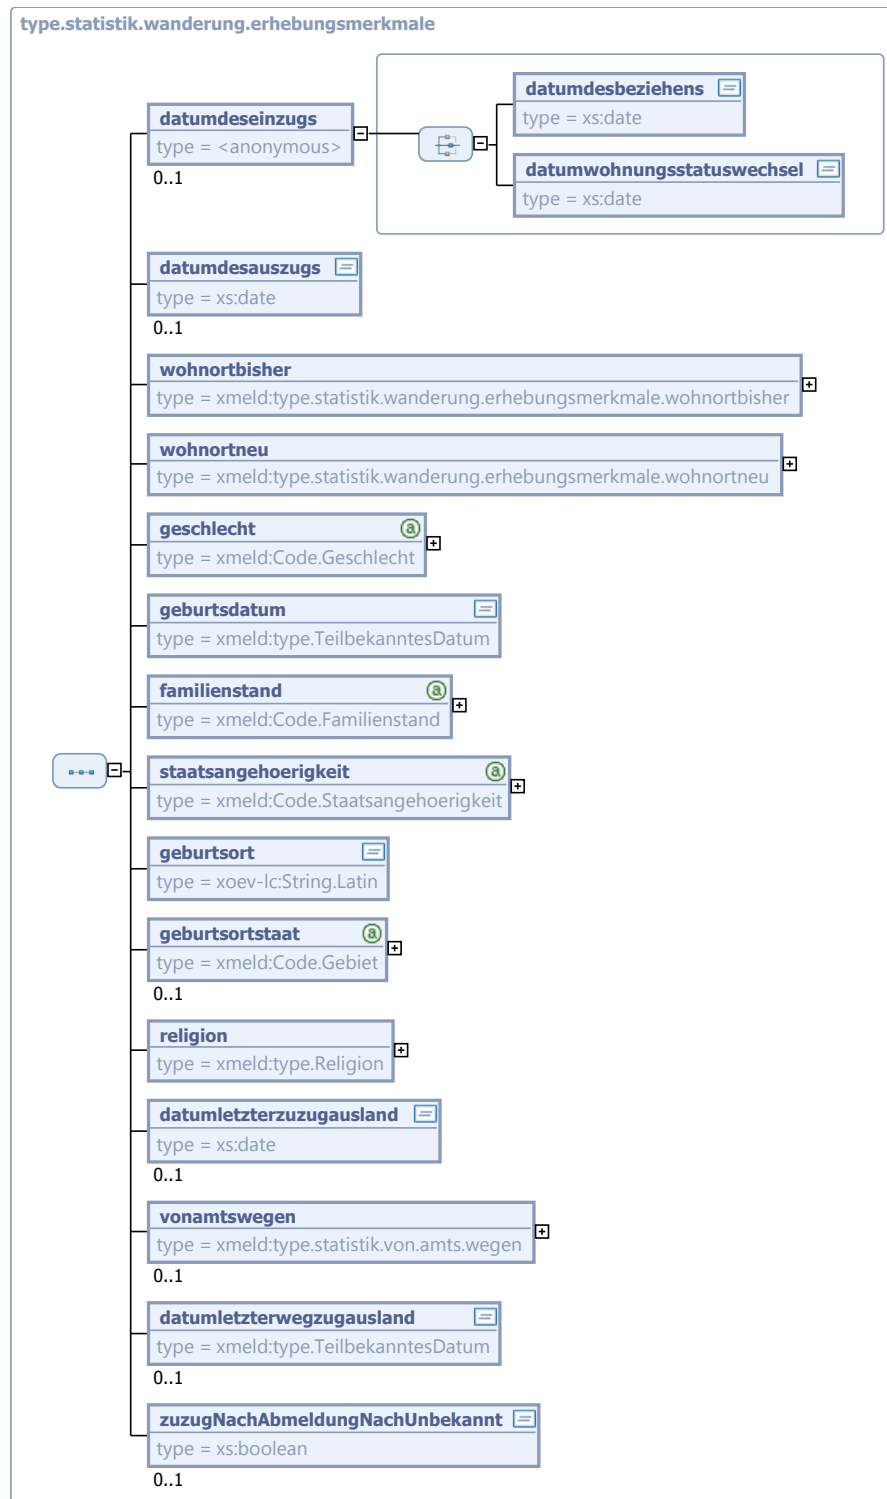 type.statistik.wanderung.erhebungsmerkmale
datumdeseinzugs
type = <anonymous>
0..1
datumdesbeziehens
type = xs:date
datumwohnungsstatuswechsel
type = xs:date
datumdesauszugs
type = xs:date
0..1
wohnortbisher
type = xmeld:type.statistik.wanderung.erhebungsmerkmale.wohnortbisher
wohnortneu
type = xmeld:type.statistik.wanderung.erhebungsmerkmale.wohnortneu
geschlecht
type = xmeld:Code.Geschlecht
geburtsdatum
type = xmeld:type.TeilbekanntesDatum
familienstand
type = xmeld:Code.Familienstand
staatsangehoerigkeit
type = xmeld:Code.Staatsangehoerigkeit
geburtsort
type = xoev-lc:String.Latin
geburtsortstaat
type = xmeld:Code.Gebiet
0..1
religion
type = xmeld:type.Religion
datumletzterzuzugausland
type = xs:date
0..1
vonamtswegen
type = xmeld:type.statistik.von.amts.wegen
0..1
datumletzterwegzugausland
type = xmeld:type.TeilbekanntesDatum
0..1
zuzugNachAbmeldungNachUnbekannt
type = xs:boolean
0..1